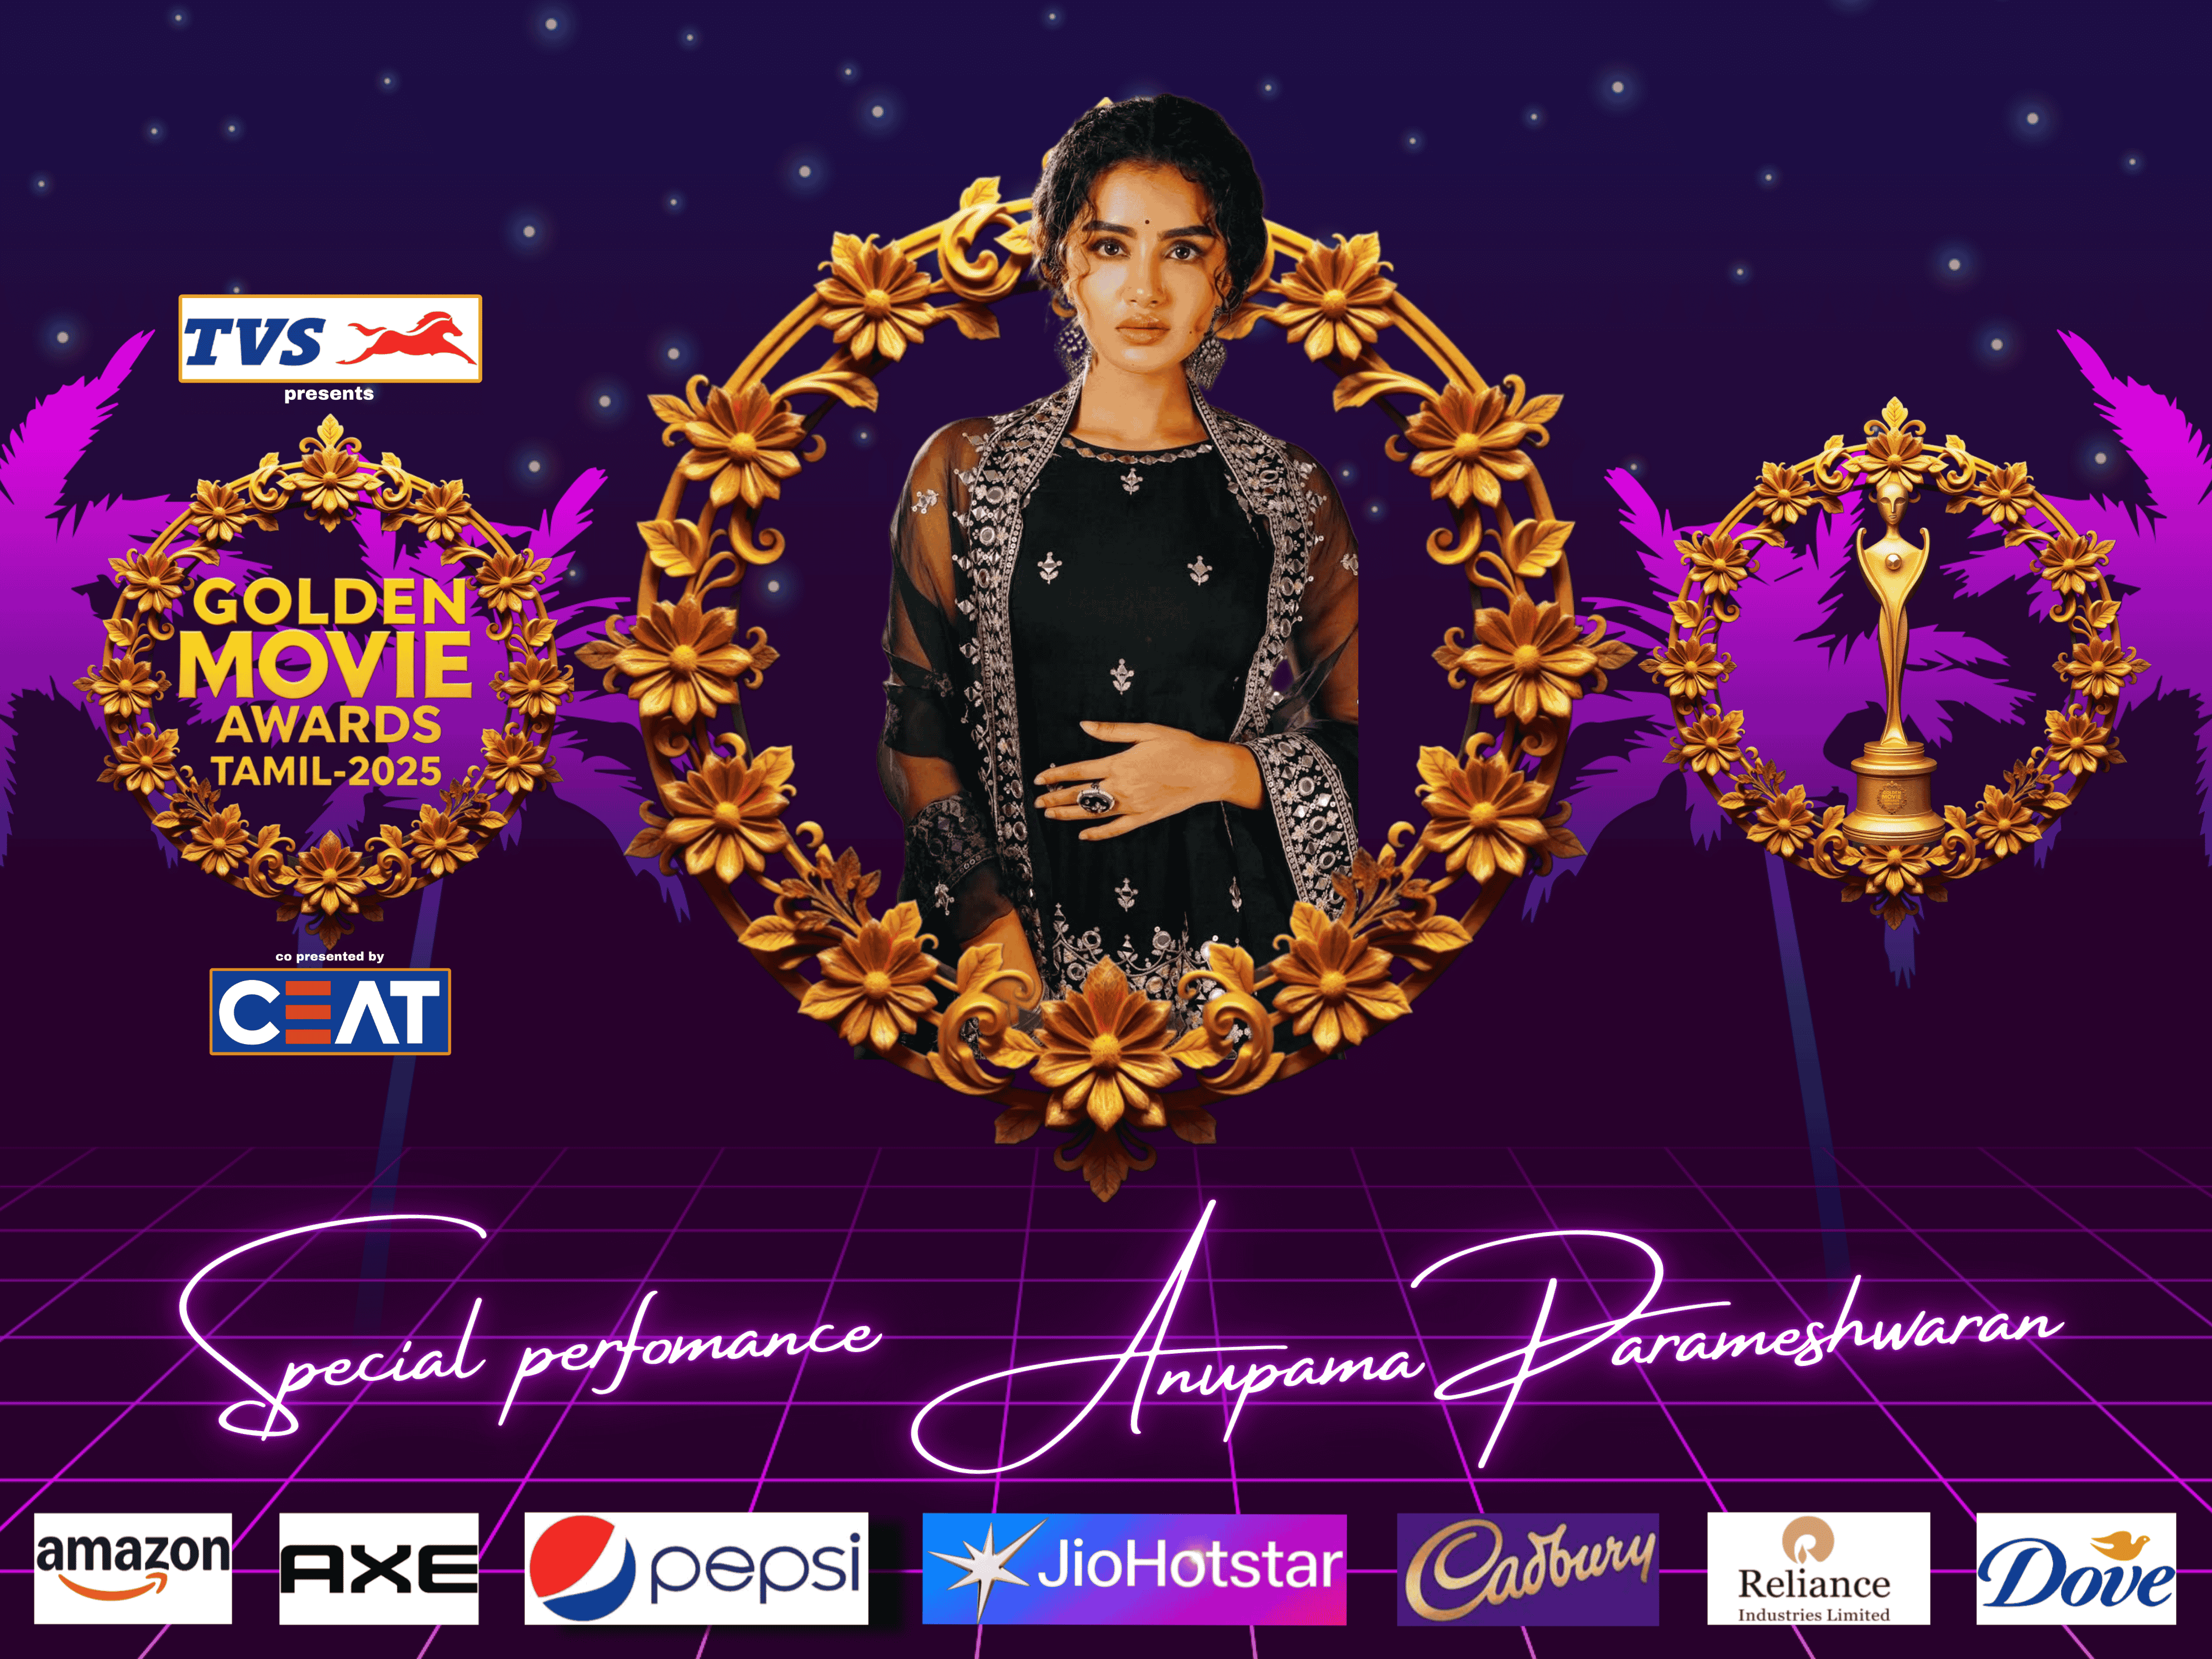 TVS
presents
GOLDEN
MOVIE
AWARDS
TAMIL-2025
co presented by
CEAT
Special perfomance Anupama Parameshwaran
amazon AXE pepsi JioHotstar Cadbury Reliance Industries Limited Dove